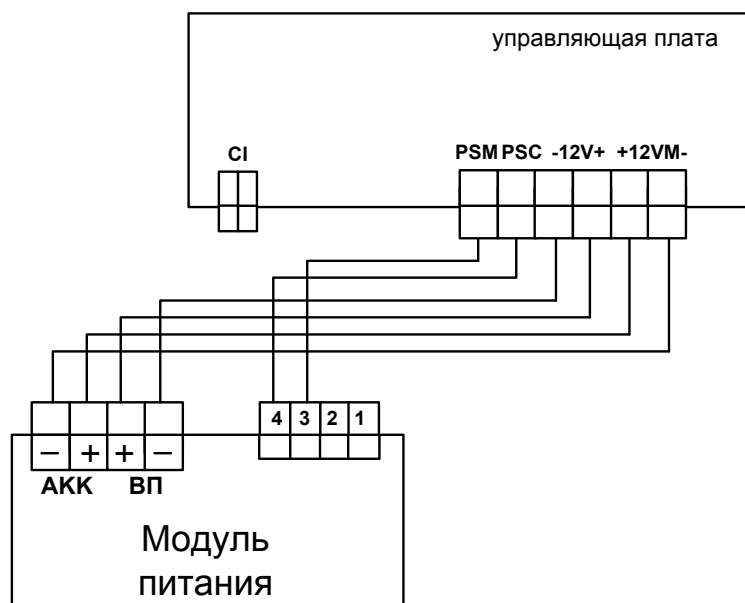 управляющая плата
CI
PSM PSC -12V+ +12VM-
4 3 2 1
− + + −
АКК ВП
Модуль
питания